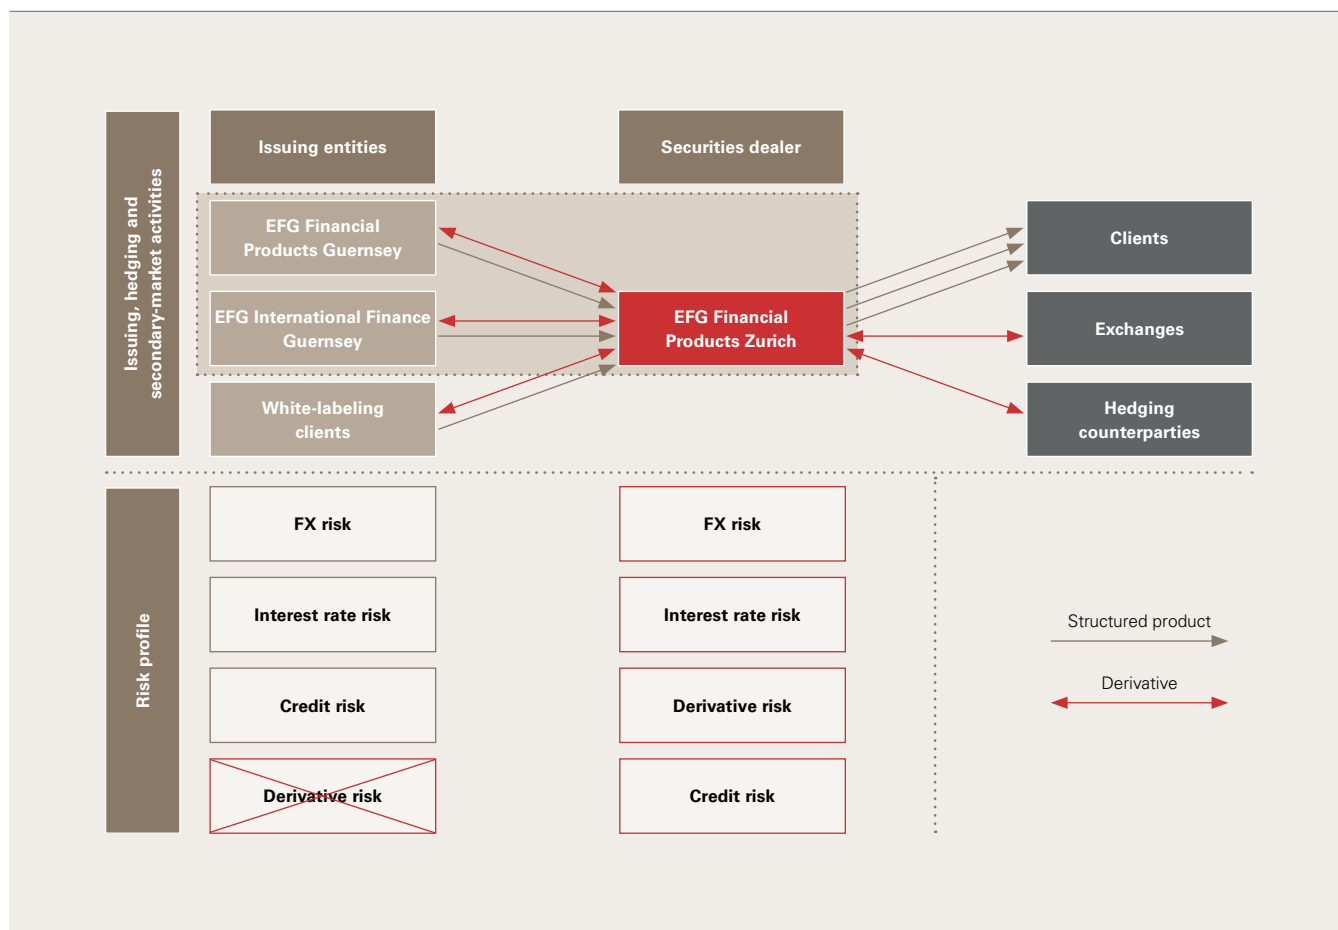 Issuing, hedging and
secondary-market activities
Issuing entities
Securities dealer
EFG Financial
Products Guernsey
Clients
EFG International Finance
Guernsey
EFG Financial
Products Zurich
Exchanges
White-labeling
clients
Hedging
counterparties
Risk profile
FX risk
FX risk
Interest rate risk
Interest rate risk
Structured product
Credit risk
Derivative risk
Derivative
Derivative risk
Credit risk